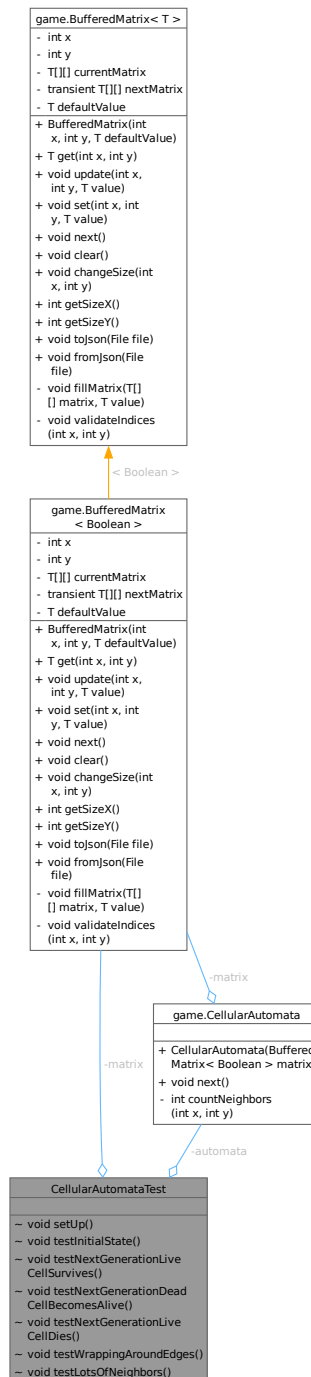 game.BufferedMatrix< T >
- int x
- int y
- T[][] currentMatrix
- transient T[][] nextMatrix
- T defaultValue
+ BufferedMatrix(int
x, int y, T defaultValue)
+ T get(int x, int y)
+ void update(int x,
int y, T value)
+ void set(int x, int
y, T value)
+ void next()
+ void clear()
+ void changeSize(int
x, int y)
+ int getSizeX()
+ int getSizeY()
+ void toJson(File file)
+ void fromJson(File
file)
- void fillMatrix(T[]
[] matrix, T value)
- void validateIndices
(int x, int y)
< Boolean >
game.BufferedMatrix
< Boolean >
- int x
- int y
- T[][] currentMatrix
- transient T[][] nextMatrix
- T defaultValue
+ BufferedMatrix(int
x, int y, T defaultValue)
+ T get(int x, int y)
+ void update(int x,
int y, T value)
+ void set(int x, int
y, T value)
+ void next()
+ void clear()
+ void changeSize(int
x, int y)
+ int getSizeX()
+ int getSizeY()
+ void toJson(File file)
+ void fromJson(File
file)
- void fillMatrix(T[]
[] matrix, T value)
- void validateIndices
(int x, int y)
-matrix
game.CellularAutomata
+ CellularAutomata(Buffered
Matrix< Boolean > matrix
+ void next()
- int countNeighbors
(int x, int y)
-matrix
-automata
CellularAutomataTest
~ void setUp()
~ void testInitialState()
~ void testNextGenerationLive
CellSurvives()
~ void testNextGenerationDead
CellBecomesAlive()
~ void testNextGenerationLive
CellDies()
~ void testWrappingAroundEdges()
~ void testLotsOfNeighbors()